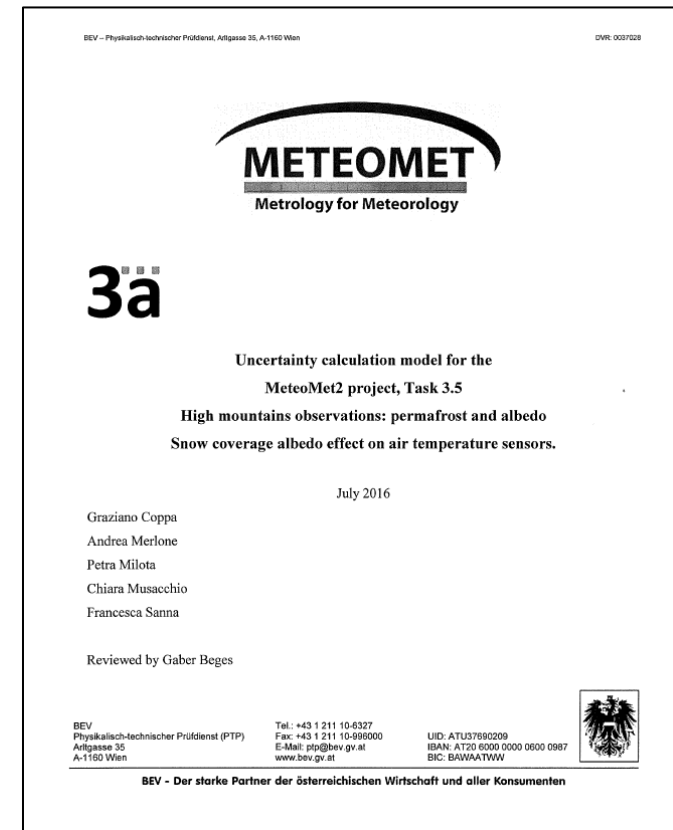 BEV – Physikalisch-technischer Prüfdienst, Arltgasse 35, A-1160 Wien
DVR: 0037028
METEOMET
Metrology for Meteorology
3a
Uncertainty calculation model for the
MeteoMet2 project, Task 3.5
High mountains observations: permafrost and albedo
Snow coverage albedo effect on air temperature sensors.
July 2016
Graziano Coppa
Andrea Merlone
Petra Milota
Chiara Musacchio
Francesca Sanna
Reviewed by Gaber Beges
BEV
Physikalisch-technischer Prüfdienst (PTP)
Arltgasse 35
A-1160 Wien
Tel.: +43 1 211 10-6327
Fax: +43 1 211 10-996000
E-Mail: ptp@bev.gv.at
www.bev.gv.at
UID: ATU37690209
IBAN: AT20 6000 0000 0600 0987
BIC: BAWAATWW
BEV - Der starke Partner der österreichischen Wirtschaft und aller Konsumenten